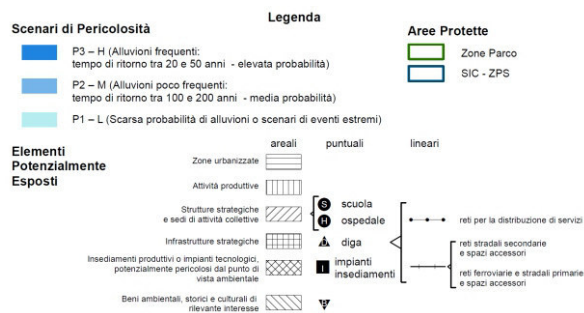 Legenda
Scenari di Pericolosità
P3 – H (Alluvioni frequenti:
tempo di ritorno tra 20 e 50 anni - elevata probabilità)
P2 – M (Alluvioni poco frequenti:
tempo di ritorno tra 100 e 200 anni - media probabilità)
P1 – L (Scarsa probabilità di alluvioni o scenari di eventi estremi)
Aree Protette
Zone Parco
SIC - ZPS
Elementi
Potenzialmente
Esposti
areali puntuali lineari
Zone urbanizzate
Attività produttive
Strutture strategiche
e sedi di attività collettive
S scuola
H ospedale
Infrastrutture strategiche
D diga
Insediamenti produttivi o impianti tecnologici,
potenzialmente pericolosi dal punto di
vista ambientale
I impianti
insediamenti
Beni ambientali, storici e culturali di
rilevante interesse
B
reti per la distribuzione di servizi
reti stradali secondarie
e spazi accessori
reti ferroviarie e stradali primarie
e spazi accessori